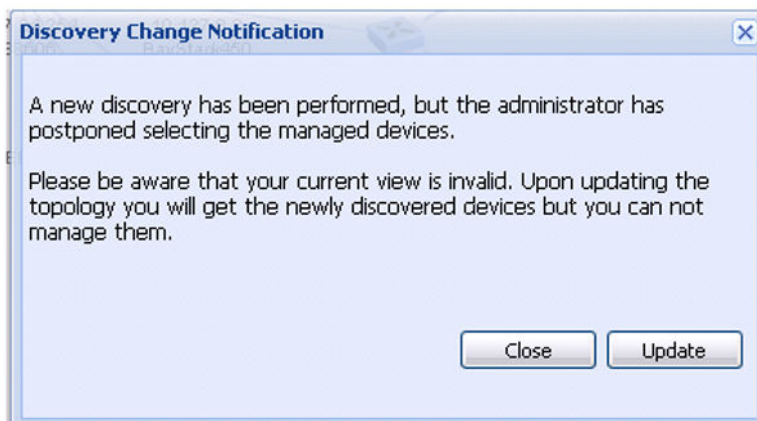 Discovery Change Notification
A new discovery has been performed, but the administrator has
postponed selecting the managed devices.
Please be aware that your current view is invalid. Upon updating the
topology you will get the newly discovered devices but you can not
manage them.
Close
Update